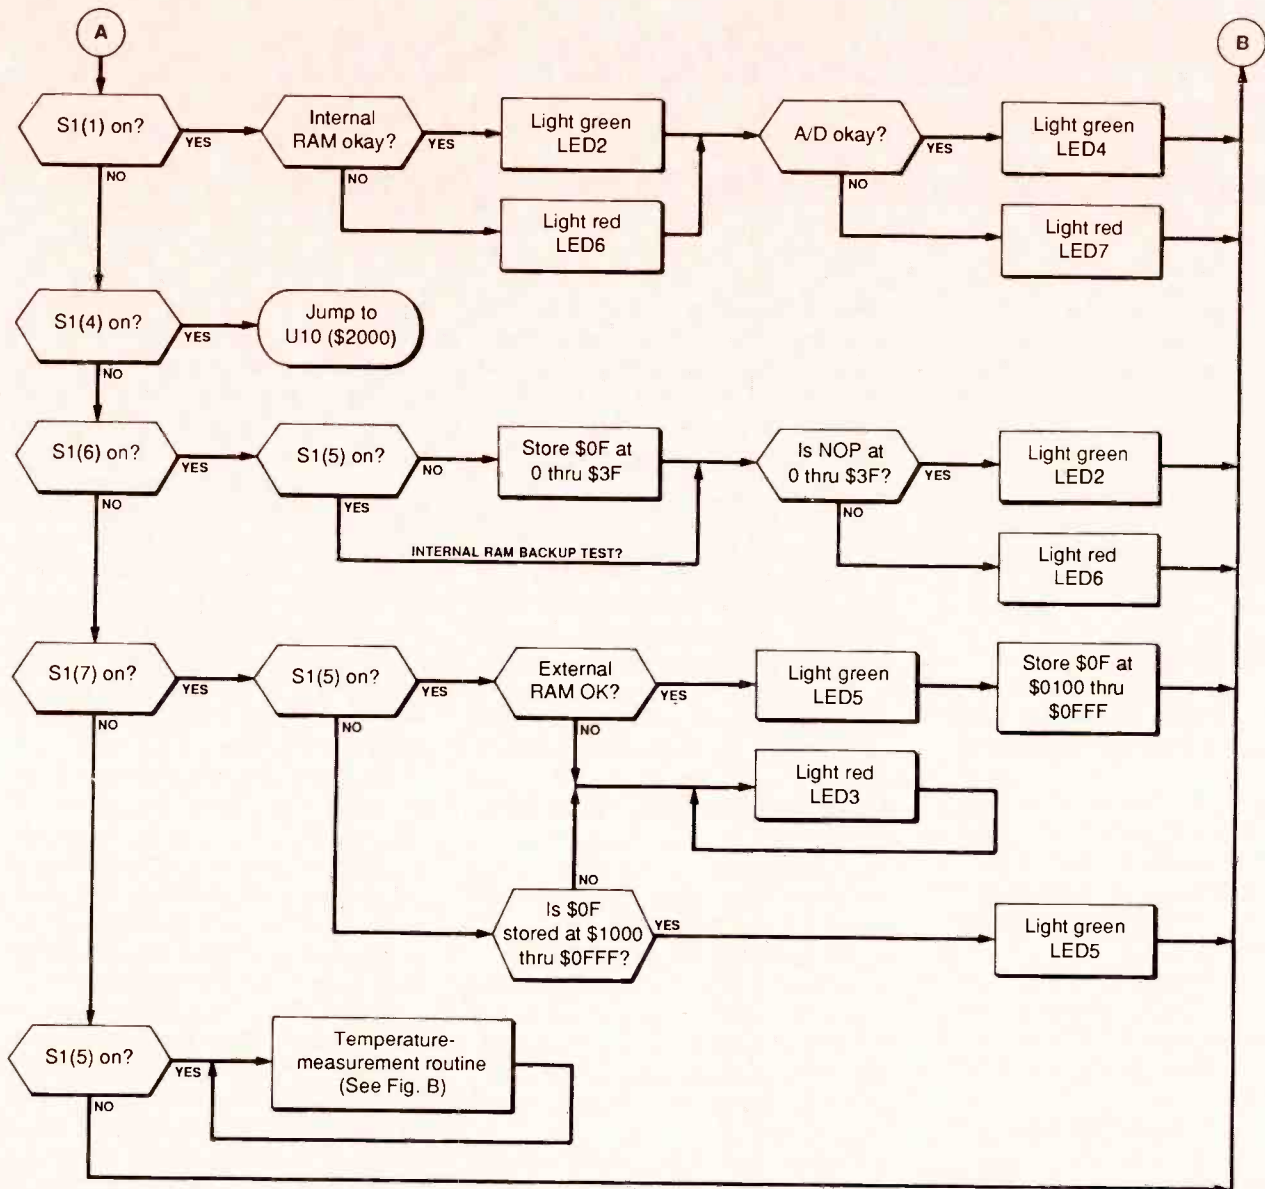 A
B
S1(1) on?
YES
NO
Internal
RAM okay?
YES
NO
Light green
LED2
Light red
LED6
A/D okay?
YES
NO
Light green
LED4
Light red
LED7
S1(4) on?
YES
NO
Jump to
U10 ($2000)
S1(6) on?
YES
NO
S1(5) on?
NO
YES
INTERNAL RAM BACKUP TEST?
Store $0F at
0 thru $3F
Is NOP at
0 thru $3F?
YES
NO
Light green
LED2
Light red
LED6
S1(7) on?
YES
NO
S1(5) on?
YES
NO
External
RAM OK?
YES
NO
Light green
LED5
Store $0F at
$0100 thru
$0FFF
Light red
LED3
NO
Is $0F
stored at $1000
thru $0FFF?
YES
Light green
LED5
S1(5) on?
YES
NO
Temperature-
measurement routine
(See Fig. B)